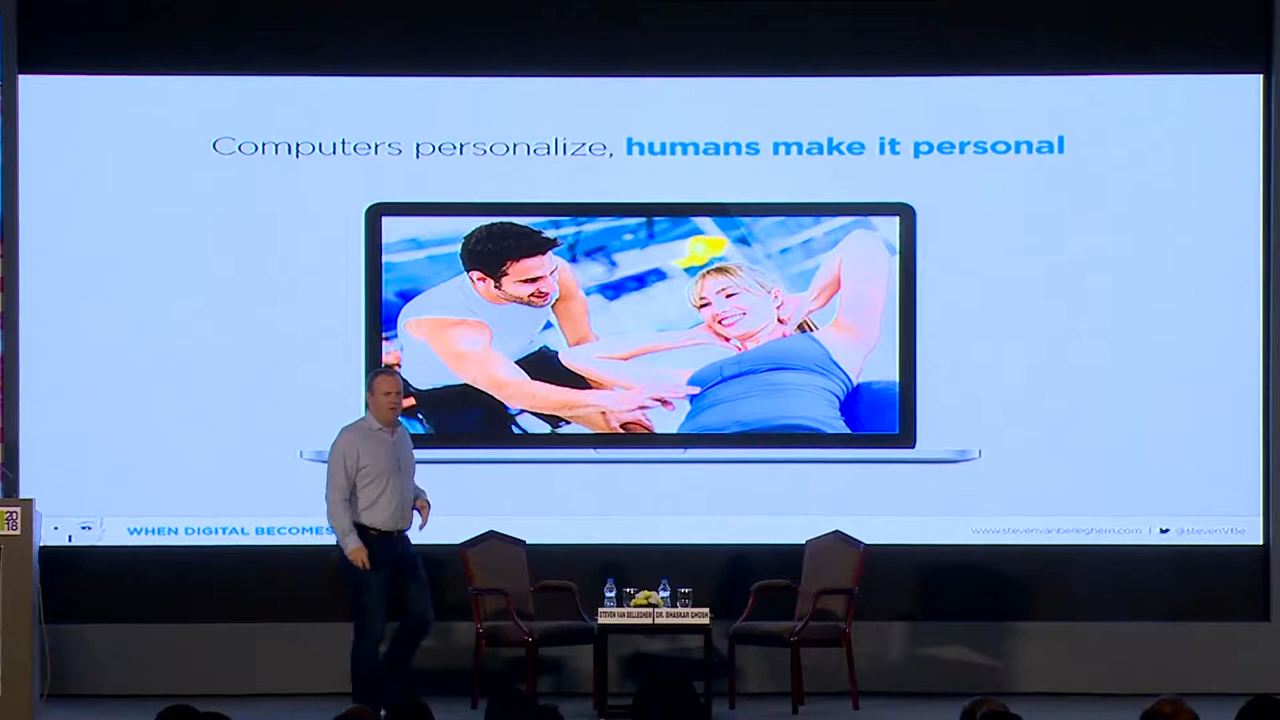 Computers personalize, humans make it personal
20
18
WHEN DIGITAL BECOMES
www.stevenvanbelleghem.com | @stevenVBe
STEVEN VAN BELLEGHEM DR. BHASKAR GHOSH